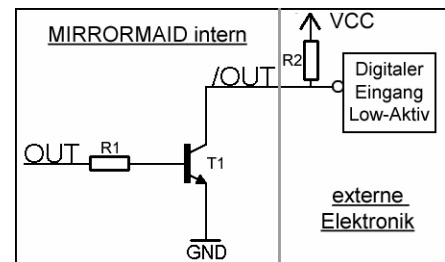 MIRRORMAID intern
VCC
/OUT
R2
Digitaler
Eingang
Low-Aktiv
OUT
R1
T1
GND
externe
Elektronik